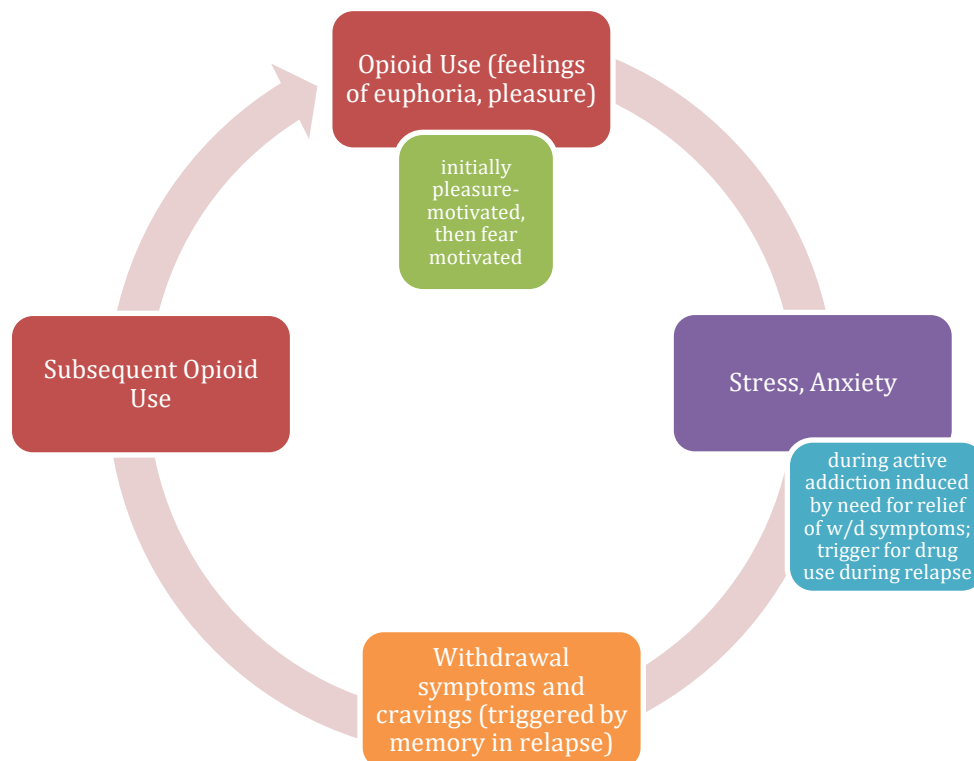 Opioid Use (feelings
of euphoria, pleasure)
initially
pleasure-
motivated,
then fear
motivated
Stress, Anxiety
during active
addiction induced
by need for relief
of w/d symptoms;
trigger for drug
use during relapse
Withdrawal
symptoms and
cravings (triggered by
memory in relapse)
Subsequent Opioid
Use